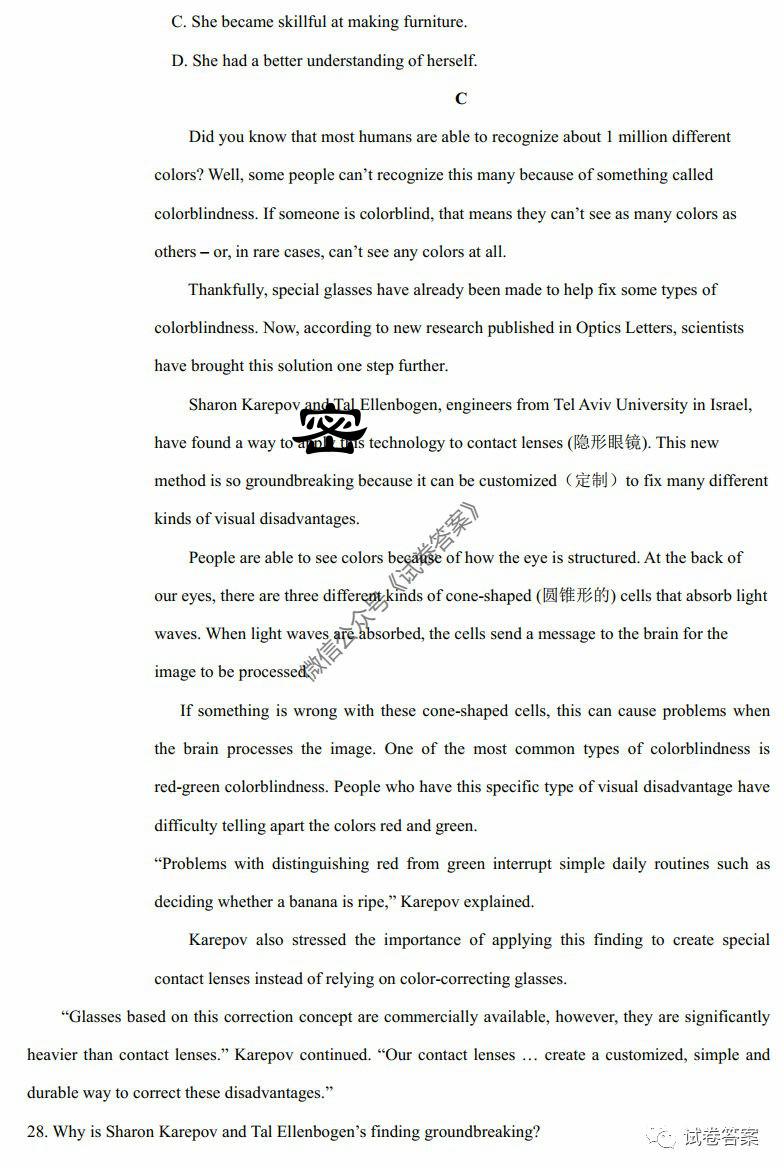 C. She became skillful at making furniture.
D. She had a better understanding of herself.
C
Did you know that most humans are able to recognize about 1 million different
colors? Well, some people can’t recognize this many because of something called
colorblindness. If someone is colorblind, that means they can’t see as many colors as
others – or, in rare cases, can’t see any colors at all.
Thankfully, special glasses have already been made to help fix some types of
colorblindness. Now, according to new research published in Optics Letters, scientists
have brought this solution one step further.
Sharon Karepov and Tal Ellenbogen, engineers from Tel Aviv University in Israel,
have found a way to apply this technology to contact lenses (隐形眼镜). This new
密
method is so groundbreaking because it can be customized（定制）to fix many different
kinds of visual disadvantages.
People are able to see colors because of how the eye is structured. At the back of
our eyes, there are three different kinds of cone-shaped (圆锥形的) cells that absorb light
waves. When light waves are absorbed, the cells send a message to the brain for the
image to be processed.
微信公众号《试卷答案》
If something is wrong with these cone-shaped cells, this can cause problems when
the brain processes the image. One of the most common types of colorblindness is
red-green colorblindness. People who have this specific type of visual disadvantage have
difficulty telling apart the colors red and green.
“Problems with distinguishing red from green interrupt simple daily routines such as
deciding whether a banana is ripe,” Karepov explained.
Karepov also stressed the importance of applying this finding to create special
contact lenses instead of relying on color-correcting glasses.
“Glasses based on this correction concept are commercially available, however, they are significantly
heavier than contact lenses.” Karepov continued. “Our contact lenses … create a customized, simple and
durable way to correct these disadvantages.”
28. Why is Sharon Karepov and Tal Ellenbogen’s finding groundbreaking?
试卷答案